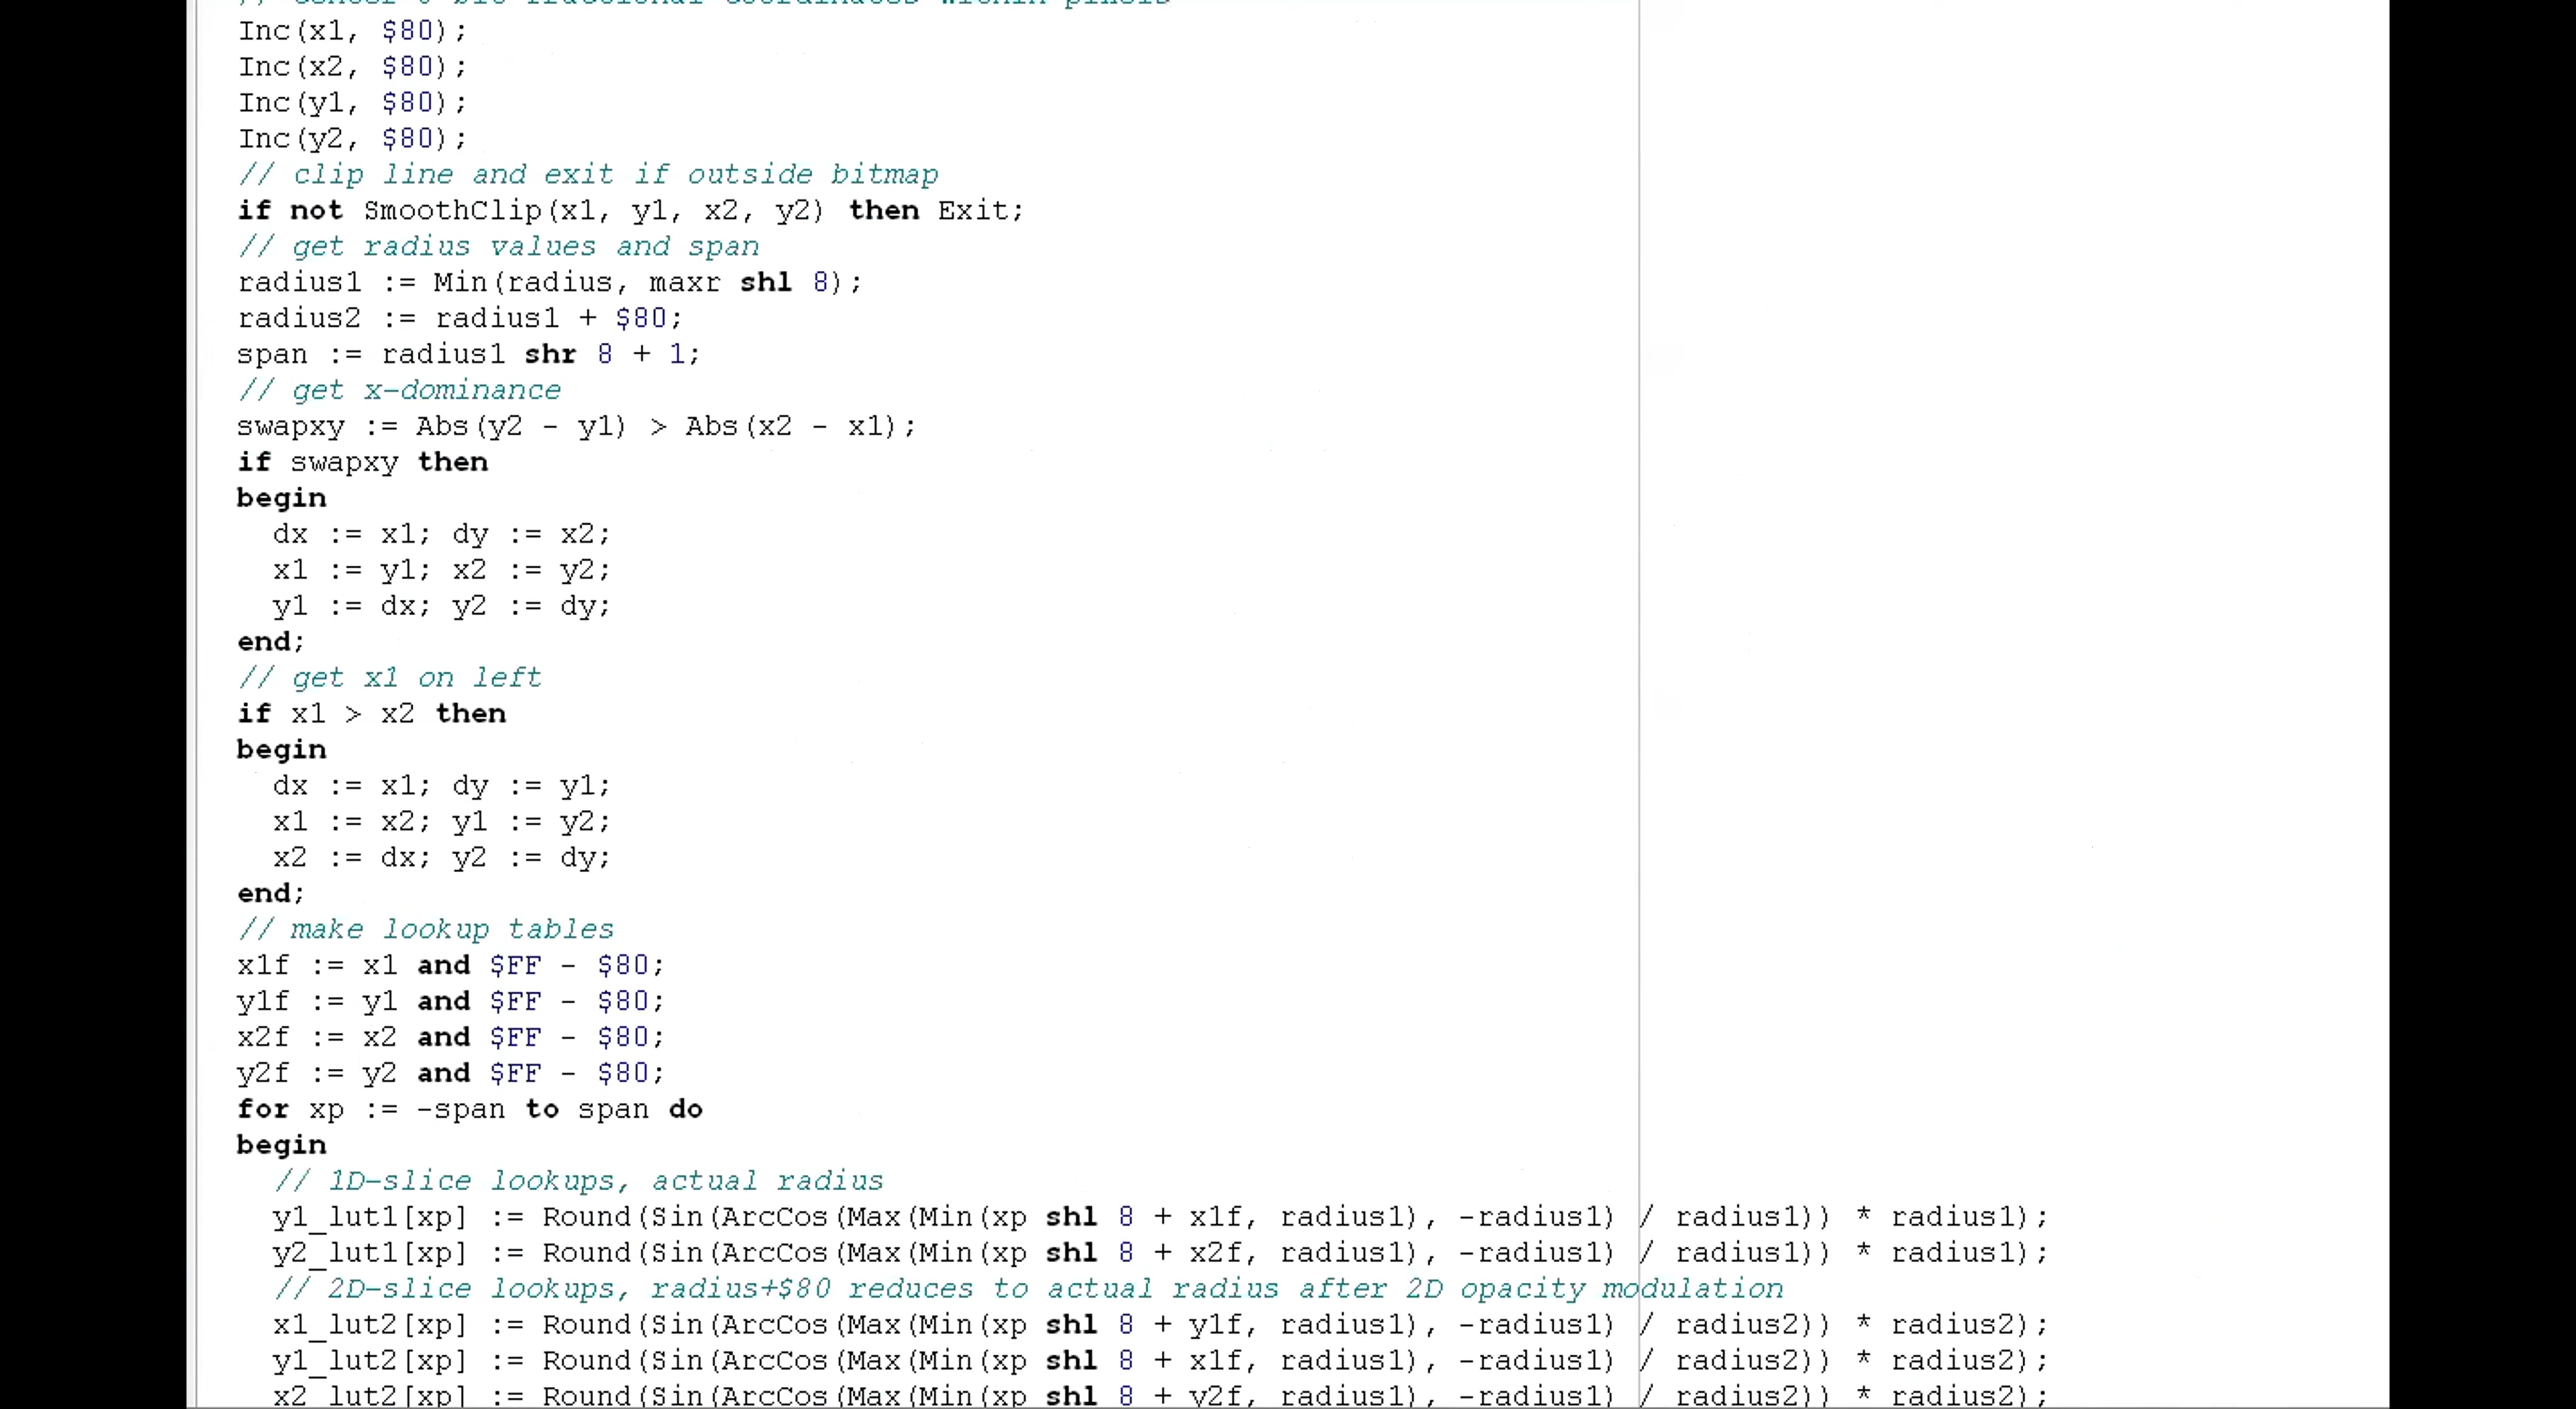 Inc(x1, $80);
Inc(x2, $80);
Inc(y1, $80);
Inc(y2, $80);
// clip line and exit if outside bitmap
if not SmoothClip(x1, y1, x2, y2) then Exit;
// get radius values and span
radius1 := Min(radius, maxr shl 8);
radius2 := radius1 + $80;
span := radius1 shr 8 + 1;
// get x-dominance
swapxy := Abs(y2 - y1) > Abs(x2 - x1);
if swapxy then
begin
  dx := x1; dy := x2;
  x1 := y1; x2 := y2;
  y1 := dx; y2 := dy;
end;
// get x1 on left
if x1 > x2 then
begin
  dx := x1; dy := y1;
  x1 := x2; y1 := y2;
  x2 := dx; y2 := dy;
end;
// make lookup tables
x1f := x1 and $FF - $80;
y1f := y1 and $FF - $80;
x2f := x2 and $FF - $80;
y2f := y2 and $FF - $80;
for xp := -span to span do
begin
  // 1D-slice lookups, actual radius
  y1_lut1[xp] := Round(Sin(ArcCos(Max(Min(xp shl 8 + x1f, radius1), -radius1) / radius1)) * radius1);
  y2_lut1[xp] := Round(Sin(ArcCos(Max(Min(xp shl 8 + x2f, radius1), -radius1) / radius1)) * radius1);
  // 2D-slice lookups, radius+$80 reduces to actual radius after 2D opacity modulation
  x1_lut2[xp] := Round(Sin(ArcCos(Max(Min(xp shl 8 + y1f, radius1), -radius1) / radius2)) * radius2);
  y1_lut2[xp] := Round(Sin(ArcCos(Max(Min(xp shl 8 + x1f, radius1), -radius1) / radius2)) * radius2);
  x2_lut2[xp] := Round(Sin(ArcCos(Max(Min(xp shl 8 + y2f, radius1), -radius1) / radius2)) * radius2);